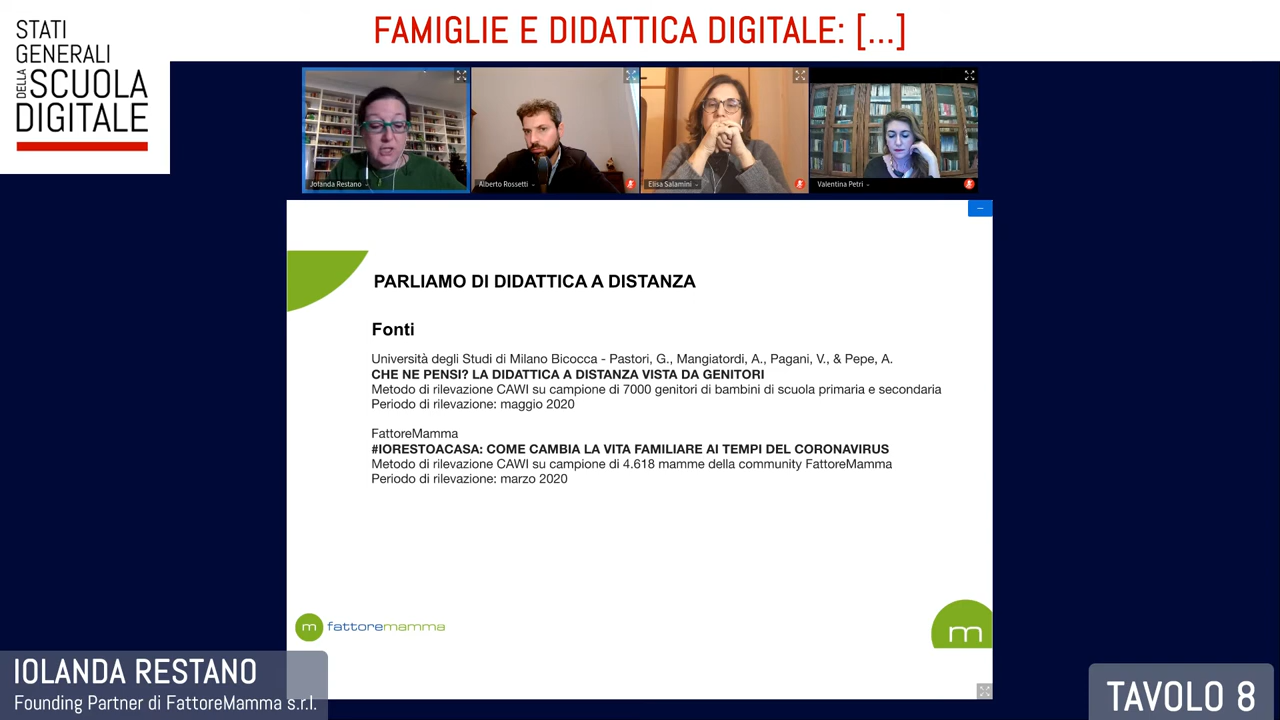 STATI
GENERALI
DELLA SCUOLA
DIGITALE
FAMIGLIE E DIDATTICA DIGITALE: [...]
Jolanda Restano
Alberto Rossetti
Elisa Salamini
Valentina Petri
PARLIAMO DI DIDATTICA A DISTANZA
Fonti
Università degli Studi di Milano Bicocca - Pastori, G., Mangiatordi, A., Pagani, V., & Pepe, A.
CHE NE PENSI? LA DIDATTICA A DISTANZA VISTA DA GENITORI
Metodo di rilevazione CAWI su campione di 7000 genitori di bambini di scuola primaria e secondaria
Periodo di rilevazione: maggio 2020
FattoreMamma
#IORESTOACASA: COME CAMBIA LA VITA FAMILIARE AI TEMPI DEL CORONAVIRUS
Metodo di rilevazione CAWI su campione di 4.618 mamme della community FattoreMamma
Periodo di rilevazione: marzo 2020
m fattoremamma
m
IOLANDA RESTANO
Founding Partner di FattoreMamma s.r.l.
TAVOLO 8